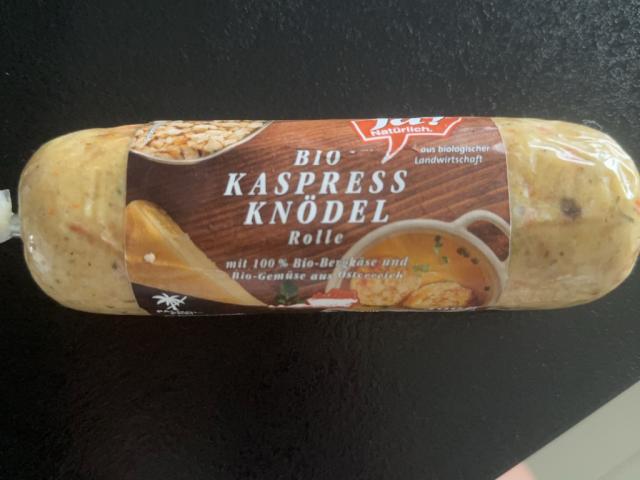 Ja!
Natürlich.
aus biologischer
Landwirtschaft
BIO
KASPRESS
KNÖDEL
Rolle
mit 100% Bio-Bergkäse und
Bio-Gemüse aus Österreich